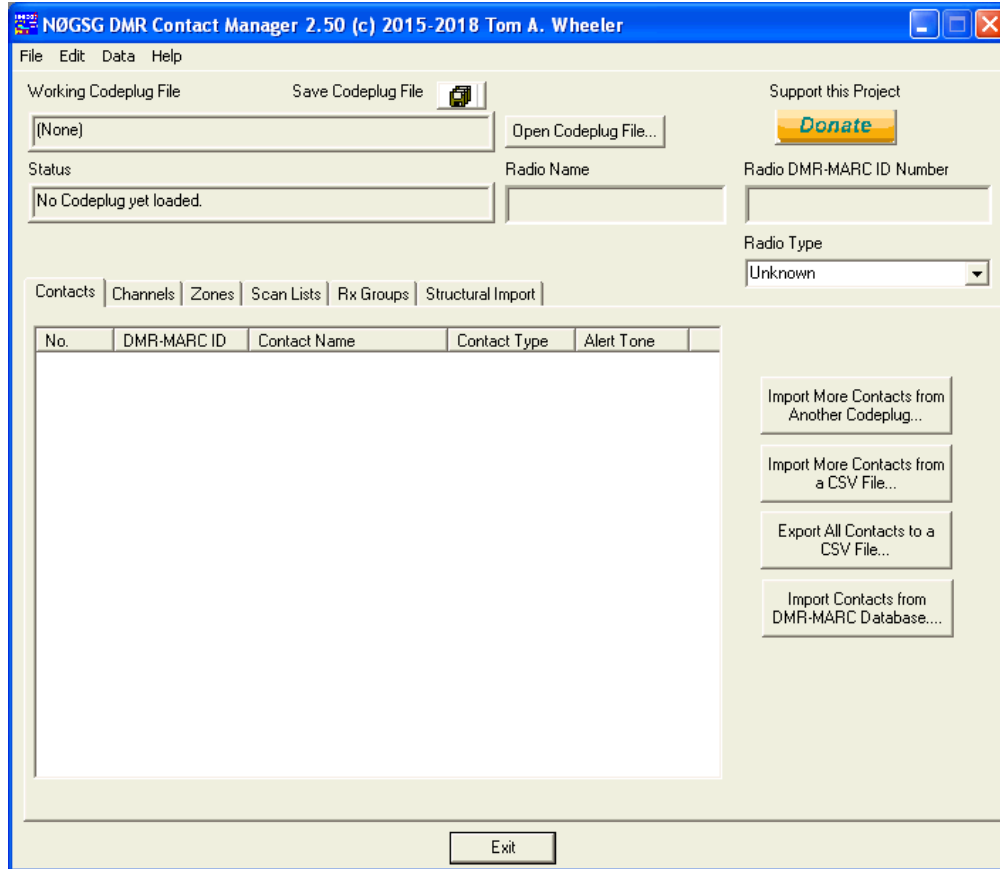 NØGSG DMR Contact Manager 2.50 (c) 2015-2018 Tom A. Wheeler
File Edit Data Help
Working Codeplug File
Save Codeplug File
Support this Project
(None)
Open Codeplug File...
Donate
Status
Radio Name
Radio DMR-MARC ID Number
No Codeplug yet loaded.
Radio Type
Unknown
Contacts Channels Zones Scan Lists Rx Groups Structural Import
No. DMR-MARC ID Contact Name Contact Type Alert Tone
Import More Contacts from
Another Codeplug...
Import More Contacts from
a CSV File...
Export All Contacts to a
CSV File...
Import Contacts from
DMR-MARC Database....
Exit